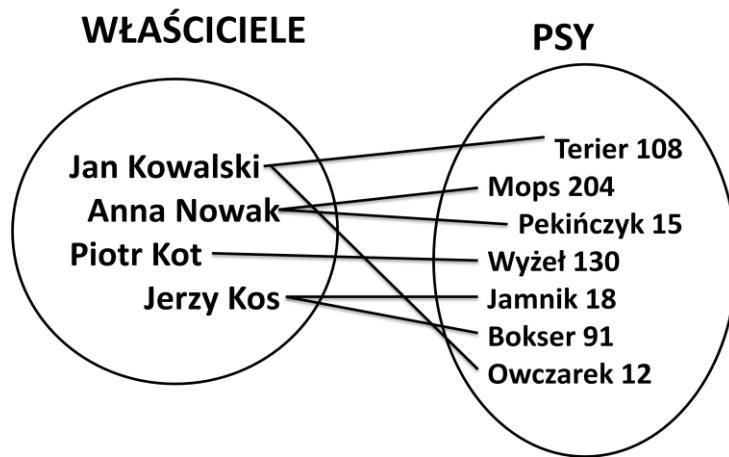 WŁAŚCICIELE
PSY
Jan Kowalski
Anna Nowak
Piotr Kot
Jerzy Kos
Terier 108
Mops 204
Pekińczyk 15
Wyżeł 130
Jamnik 18
Bokser 91
Owczarek 12